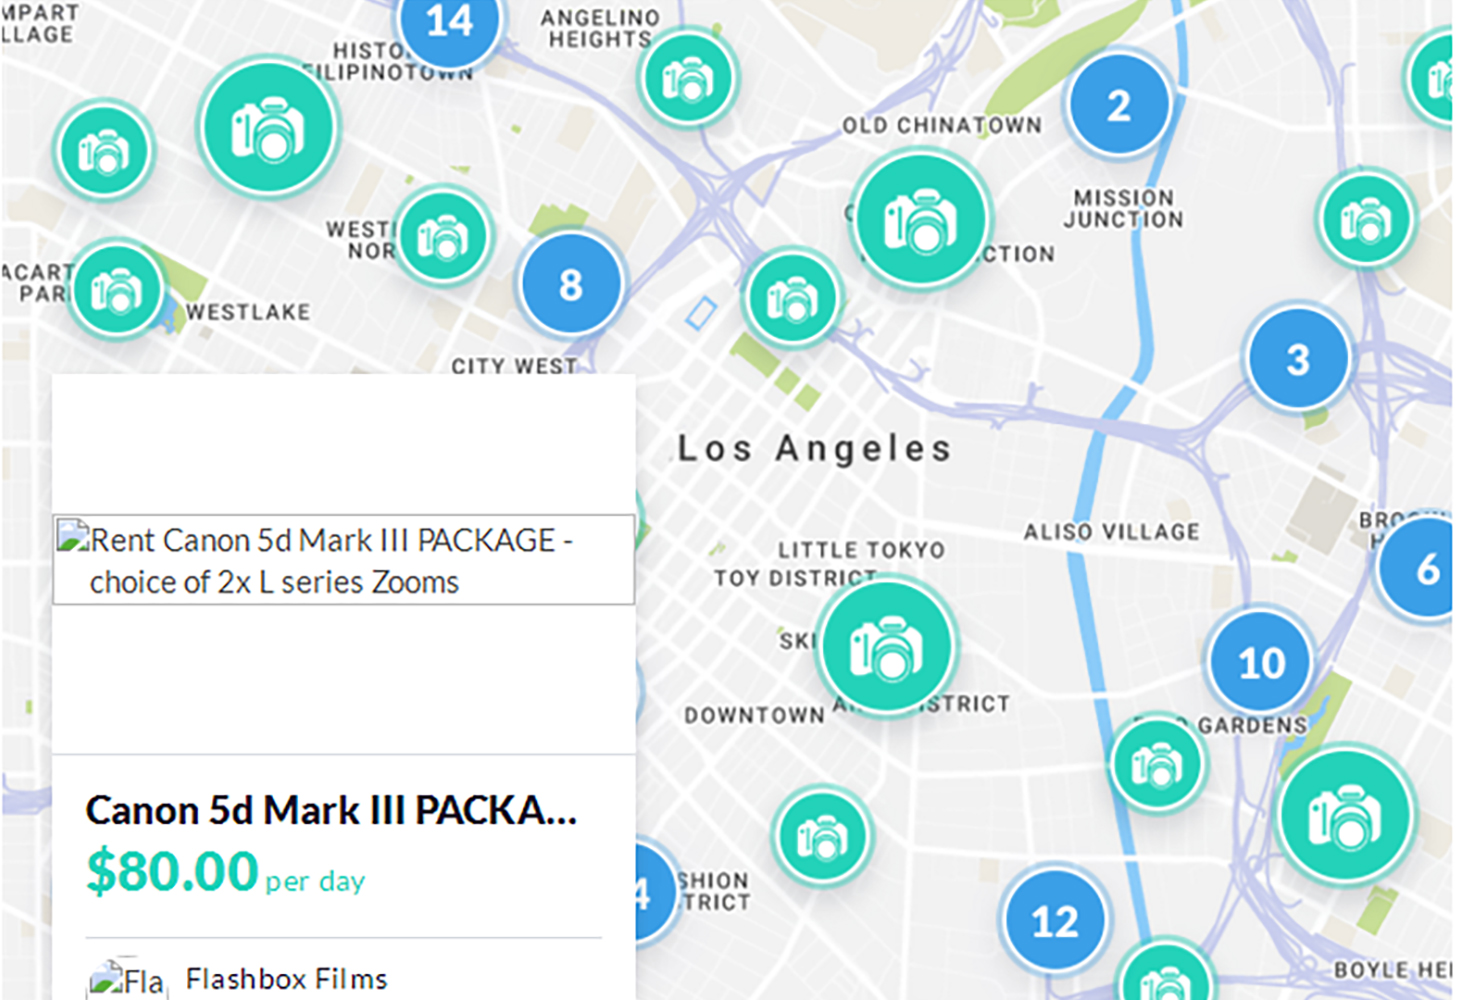 MPART
LLAGE
14
ANGELINO
HEIGHTS
HISTO
FILIPINOTOWN
2
OLD CHINATOWN
MISSION
JUNCTION
WESTL
NOR
CTION
ACART
PAR
8
WESTLAKE
3
CITY WEST
Los Angeles
Rent Canon 5d Mark III PACKAGE -
choice of 2x L series Zooms
ALISO VILLAGE
LITTLE TOKYO
TOY DISTRICT
6
SKI
10
DOWNTOWN
ISTRICT
GARDENS
Canon 5d Mark III PACKA...
$80.00 per day
4
SHION
TRICT
12
Flashbox Films
Fla
BOYLE HEI